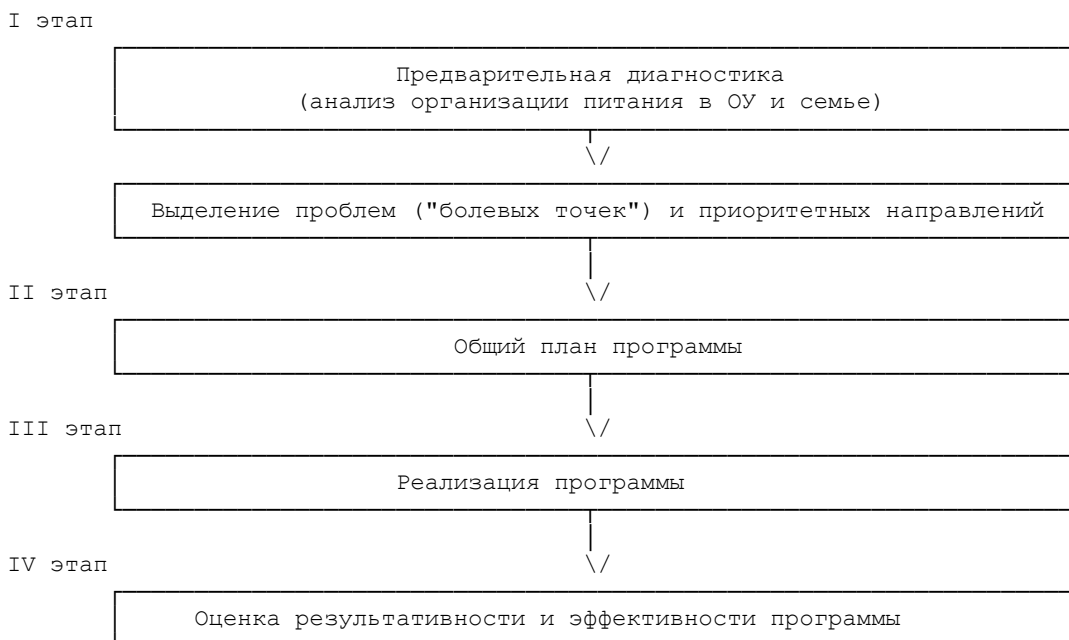 I этап
Предварительная диагностика
(анализ организации питания в ОУ и семье)
\/
Выделение проблем ("болевых точек") и приоритетных направлений
II этап
\/
Общий план программы
III этап
\/
Реализация программы
IV этап
\/
Оценка результативности и эффективности программы